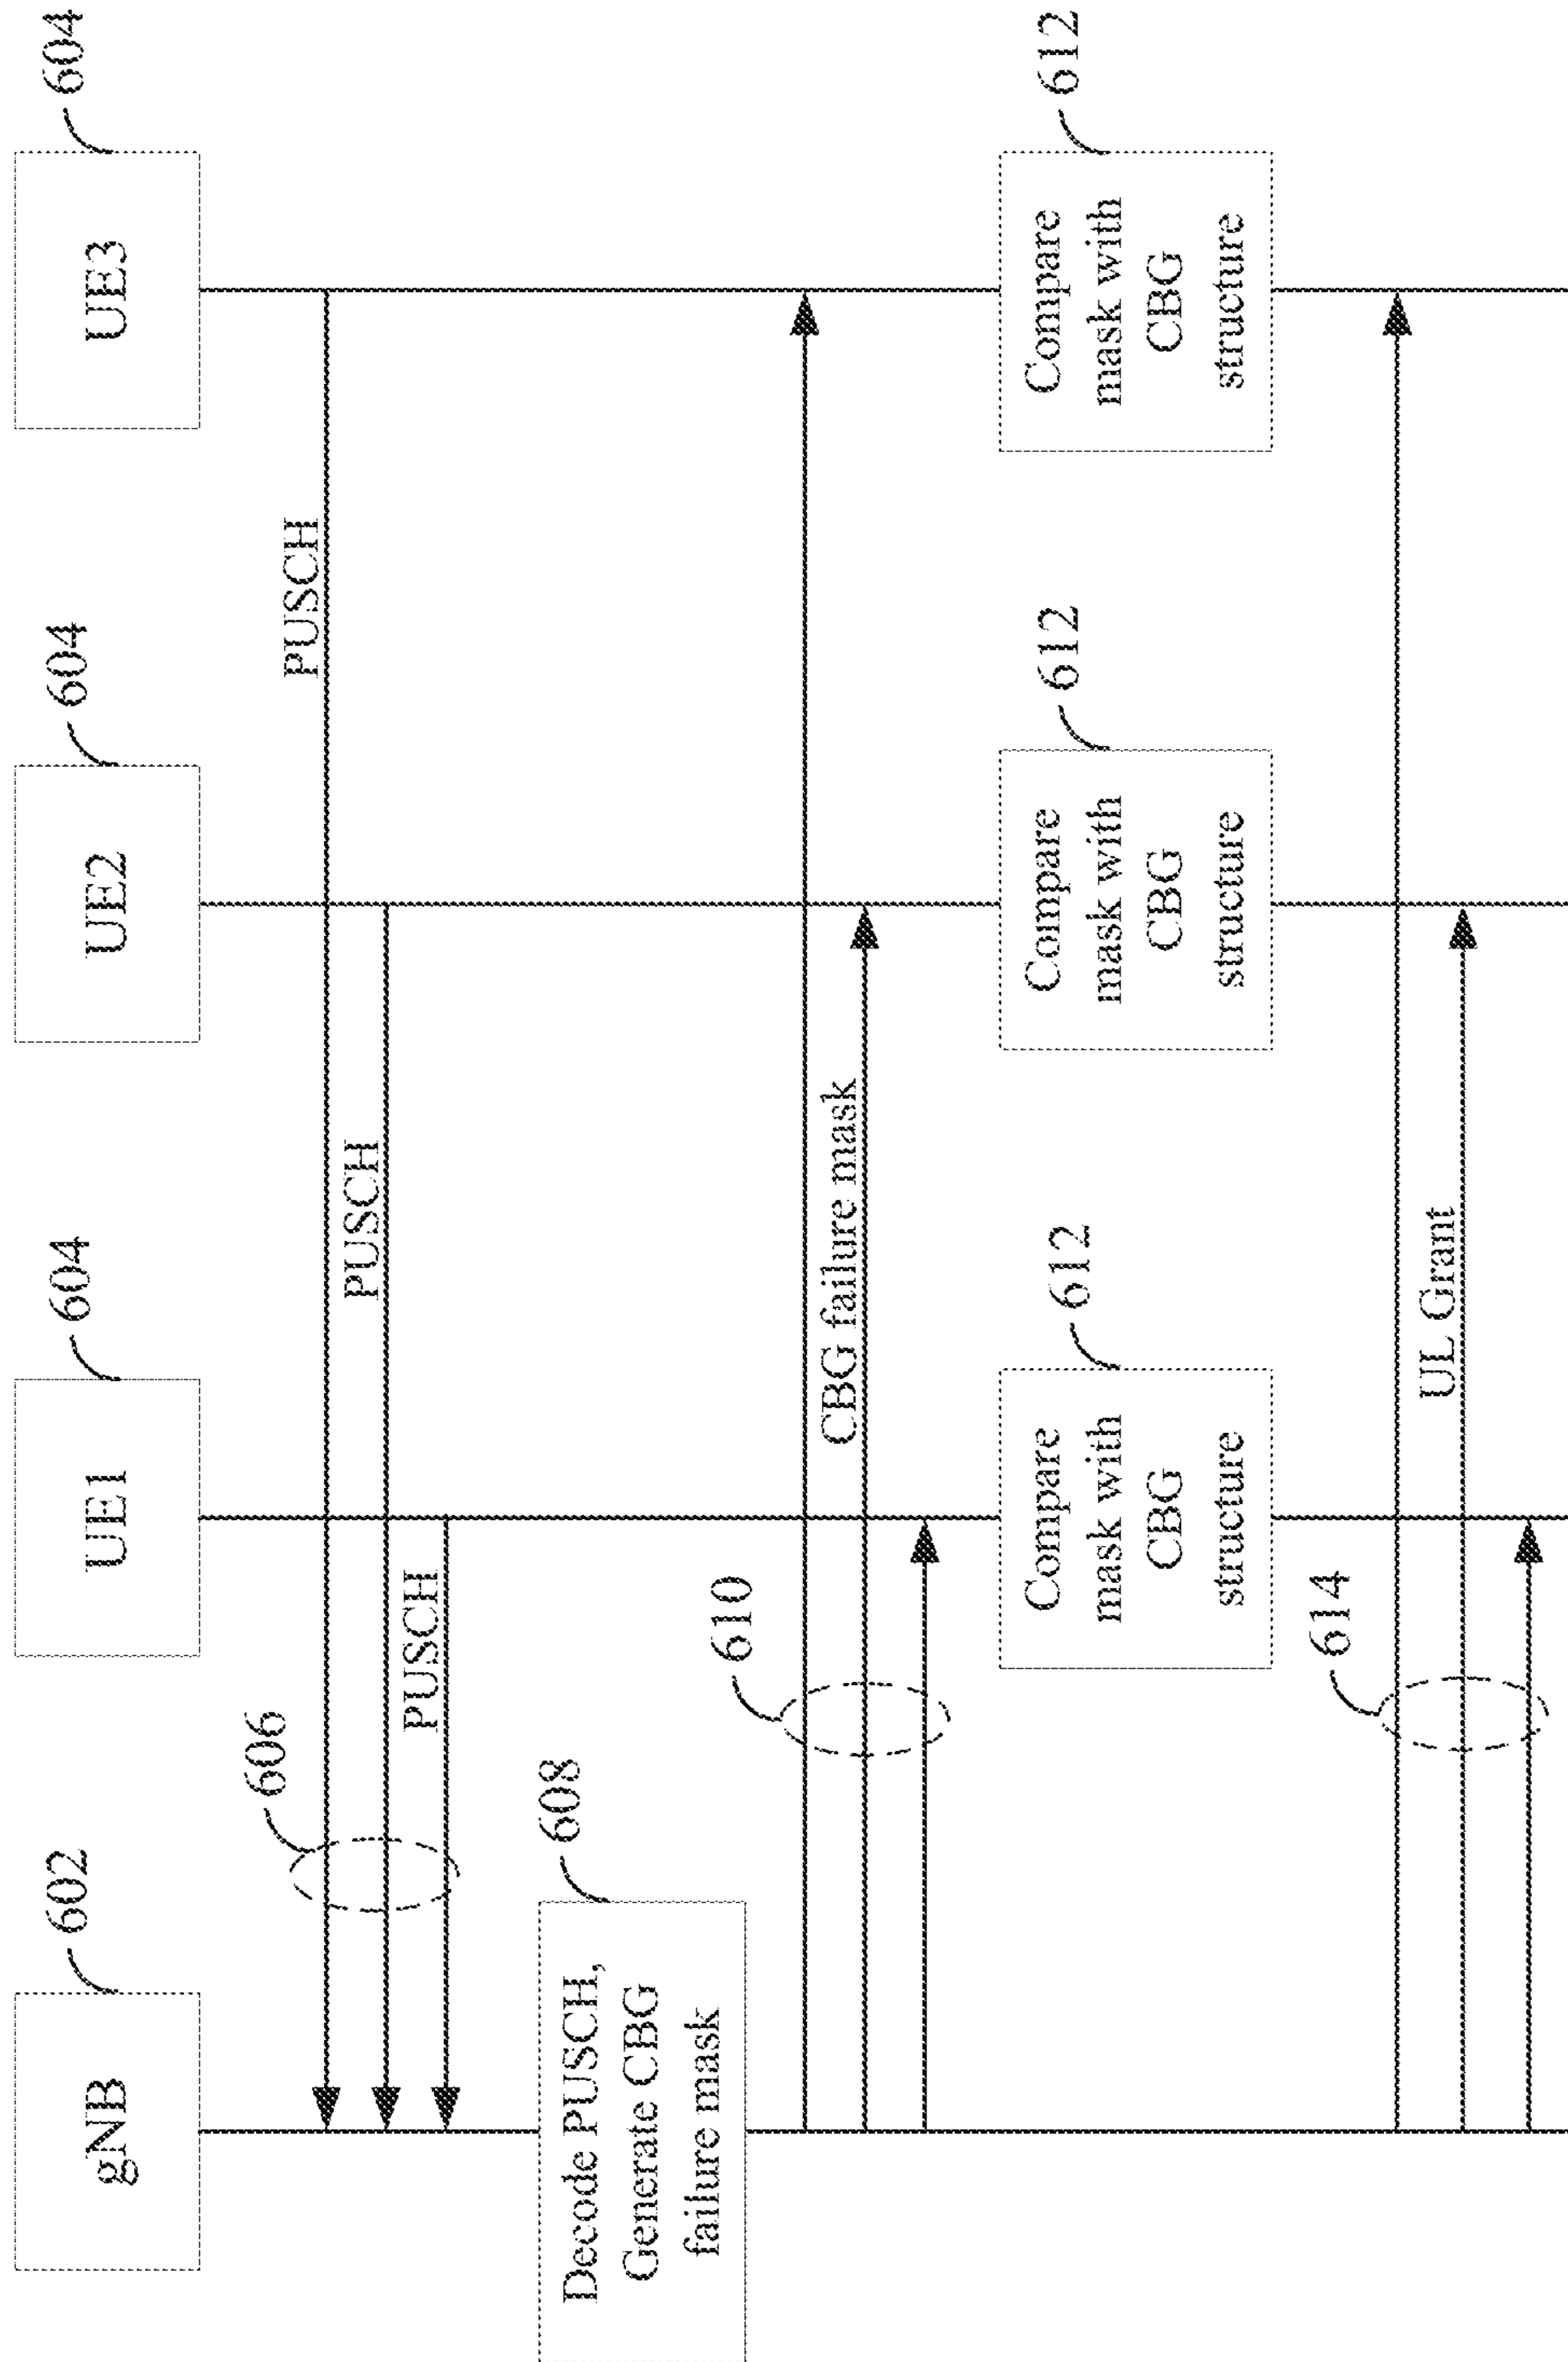 gNB
602
UE1
604
UE2
604
UE3
604
606
PUSCH
PUSCH
PUSCH
608
Decode PUSCH,
Generate CBG
failure mask
610
CBG failure mask
612
Compare
mask with
CBG
structure
612
Compare
mask with
CBG
structure
612
Compare
mask with
CBG
structure
614
UL Grant